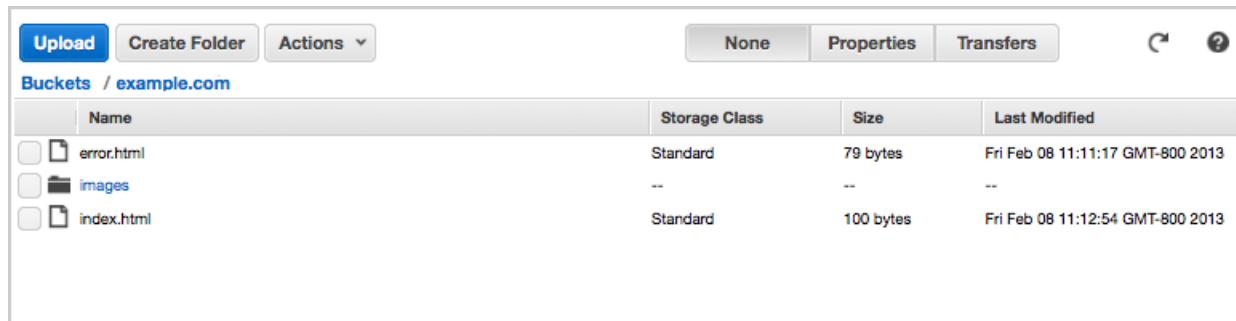 Upload Create Folder Actions None Properties Transfers
Buckets / example.com
Name Storage Class Size Last Modified
error.html Standard 79 bytes Fri Feb 08 11:11:17 GMT-800 2013
images -- -- --
index.html Standard 100 bytes Fri Feb 08 11:12:54 GMT-800 2013